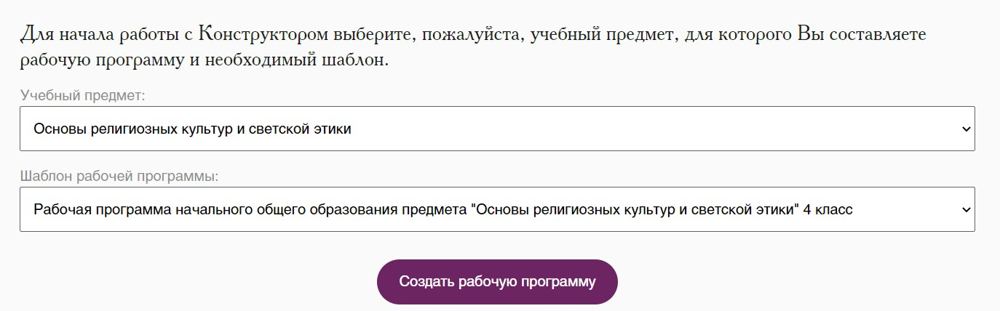 Для начала работы с Конструктором выберите, пожалуйста, учебный предмет, для которого Вы составляете
рабочую программу и необходимый шаблон.
Учебный предмет:
Основы религиозных культур и светской этики
Шаблон рабочей программы:
Рабочая программа начального общего образования предмета "Основы религиозных культур и светской этики" 4 класс
Создать рабочую программу